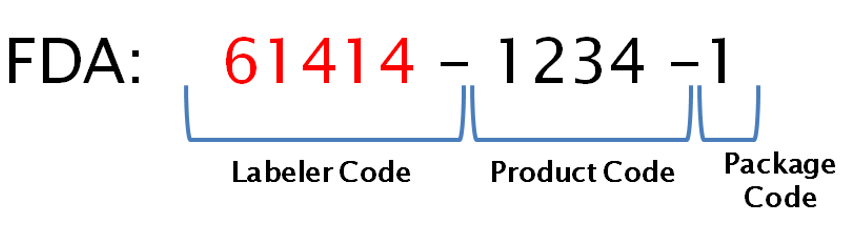 FDA: 61414 - 1234 -1
Labeler Code Product Code Package Code